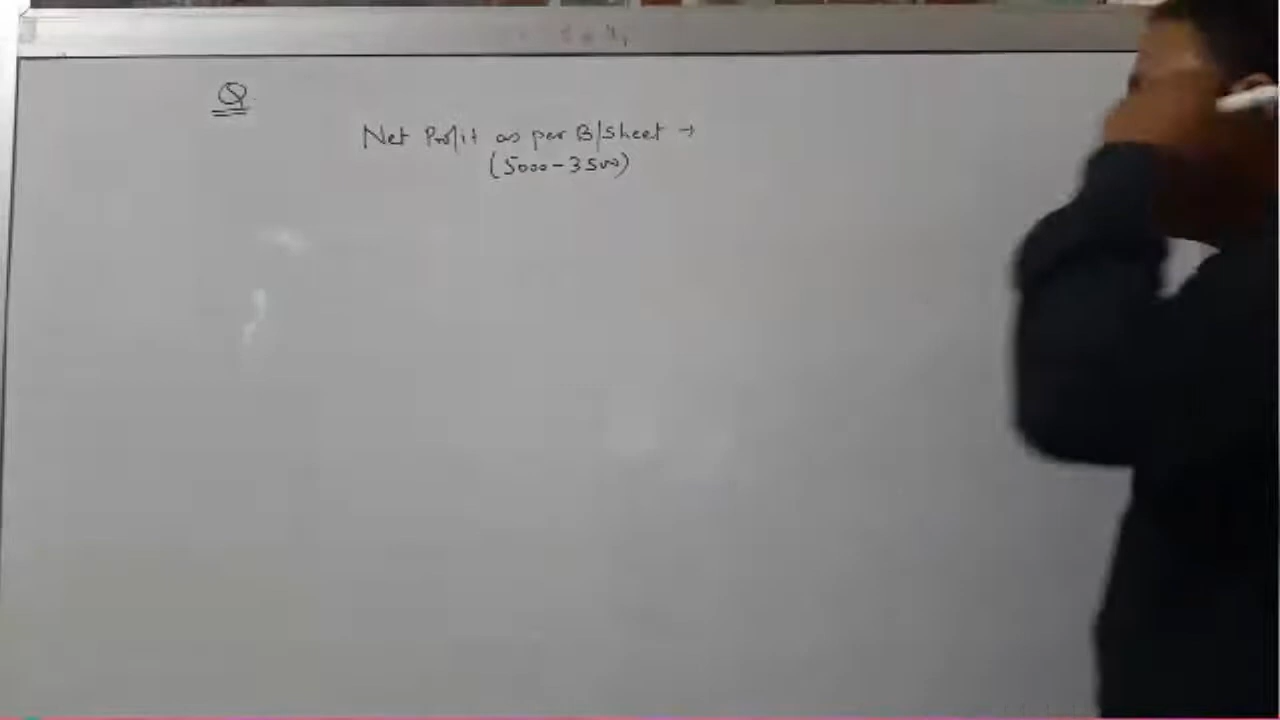 Q
Net Profit as per B/Sheet →
(5000-3500)